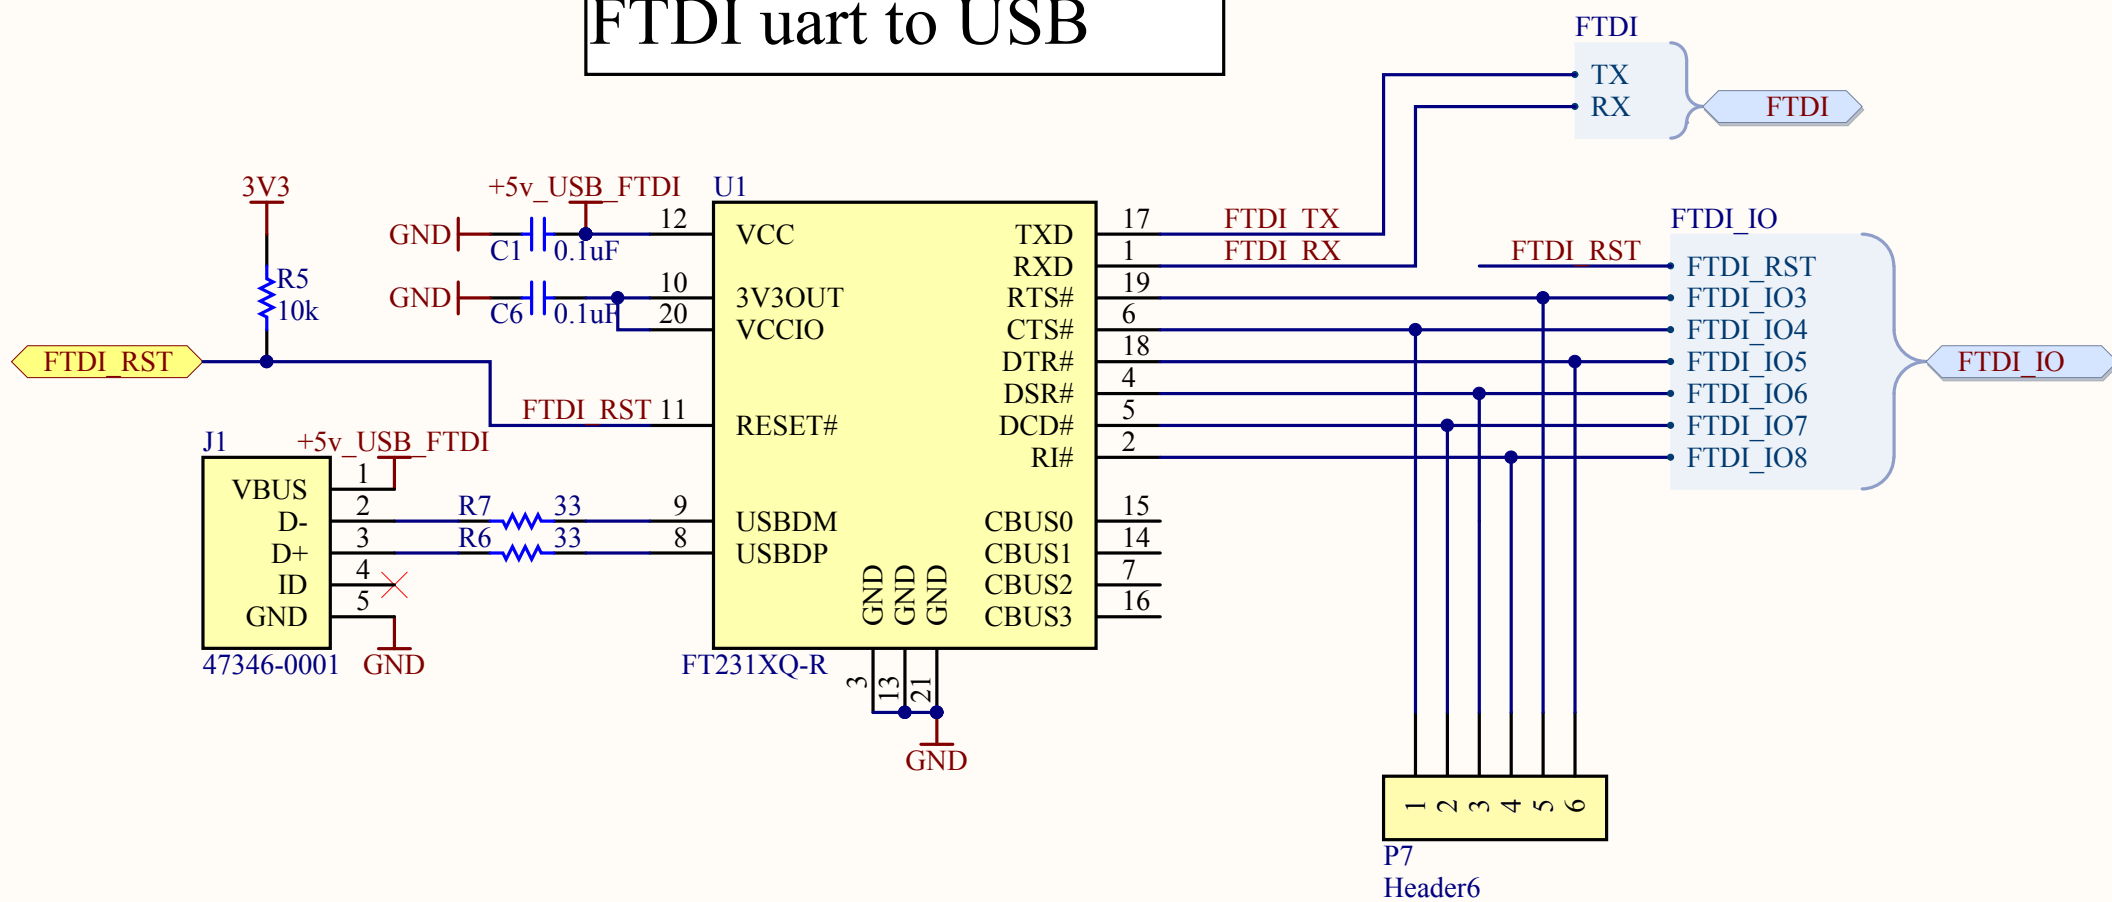 FTDI uart to USB
FTDI
TX
RX
FTDI
3V3
R5
10k
FTDI_RST
+5v_USB_FTDI
GND
C1
0.1uF
GND
C6
0.1uF
FTDI_RST
U1
12
10
20
11
9
8
VCC
3V3OUT
VCCIO
RESET#
USBDM
USBDP
GND
GND
GND
TXD
RXD
RTS#
CTS#
DTR#
DSR#
DCD#
RI#
CBUS0
CBUS1
CBUS2
CBUS3
17
1
19
6
18
4
5
2
15
14
7
16
FT231XQ-R
3
13
21
GND
J1
+5v_USB_FTDI
VBUS
D-
D+
ID
GND
1
2
3
4
5
47346-0001
GND
R7
33
R6
33
FTDI_TX
FTDI_RX
FTDI_RST
FTDI_IO
FTDI_RST
FTDI_IO3
FTDI_IO4
FTDI_IO5
FTDI_IO6
FTDI_IO7
FTDI_IO8
FTDI_IO
1
2
3
4
5
6
P7
Header6